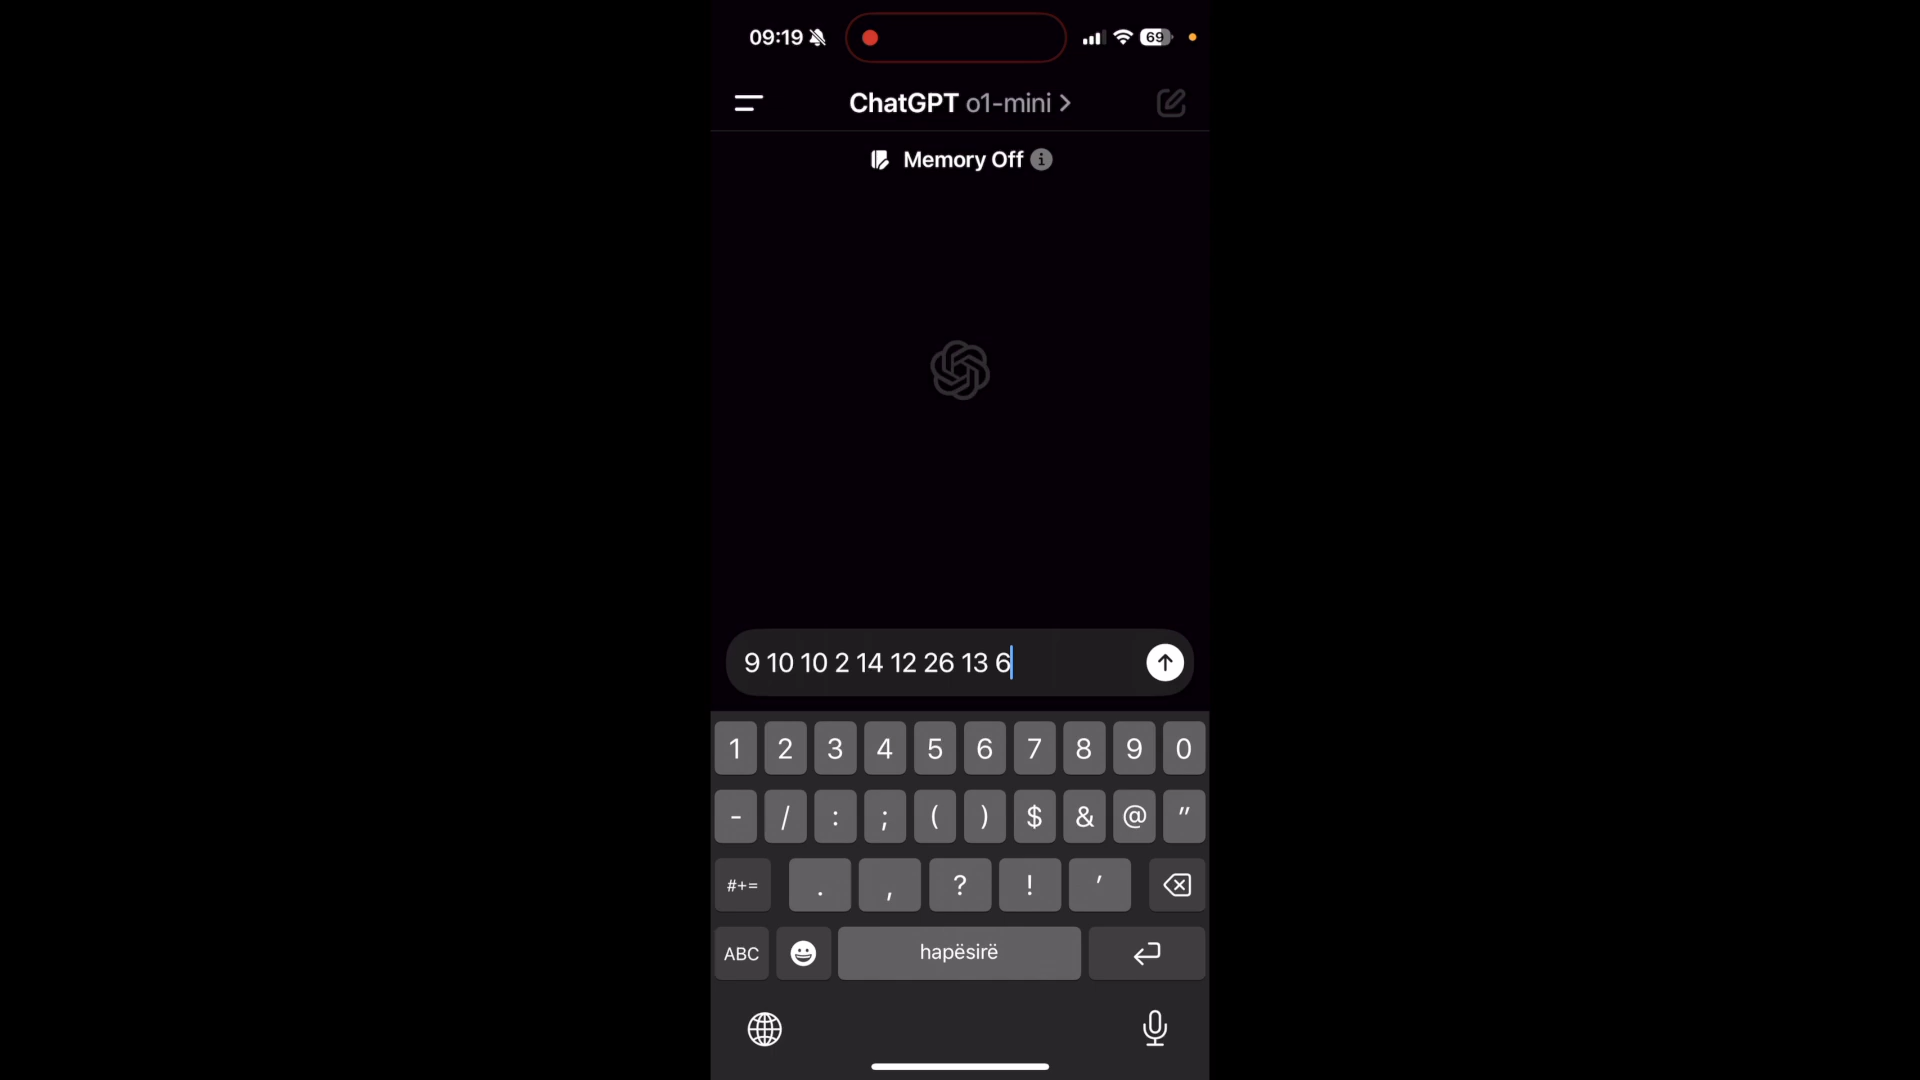 09:19 69
ChatGPT o1-mini >
Memory Off
9 10 10 2 14 12 26 13 6
1 2 3 4 5 6 7 8 9 0
- / : ; ( ) $ & @ "
#+= . , ? ! '
ABC hapësirë